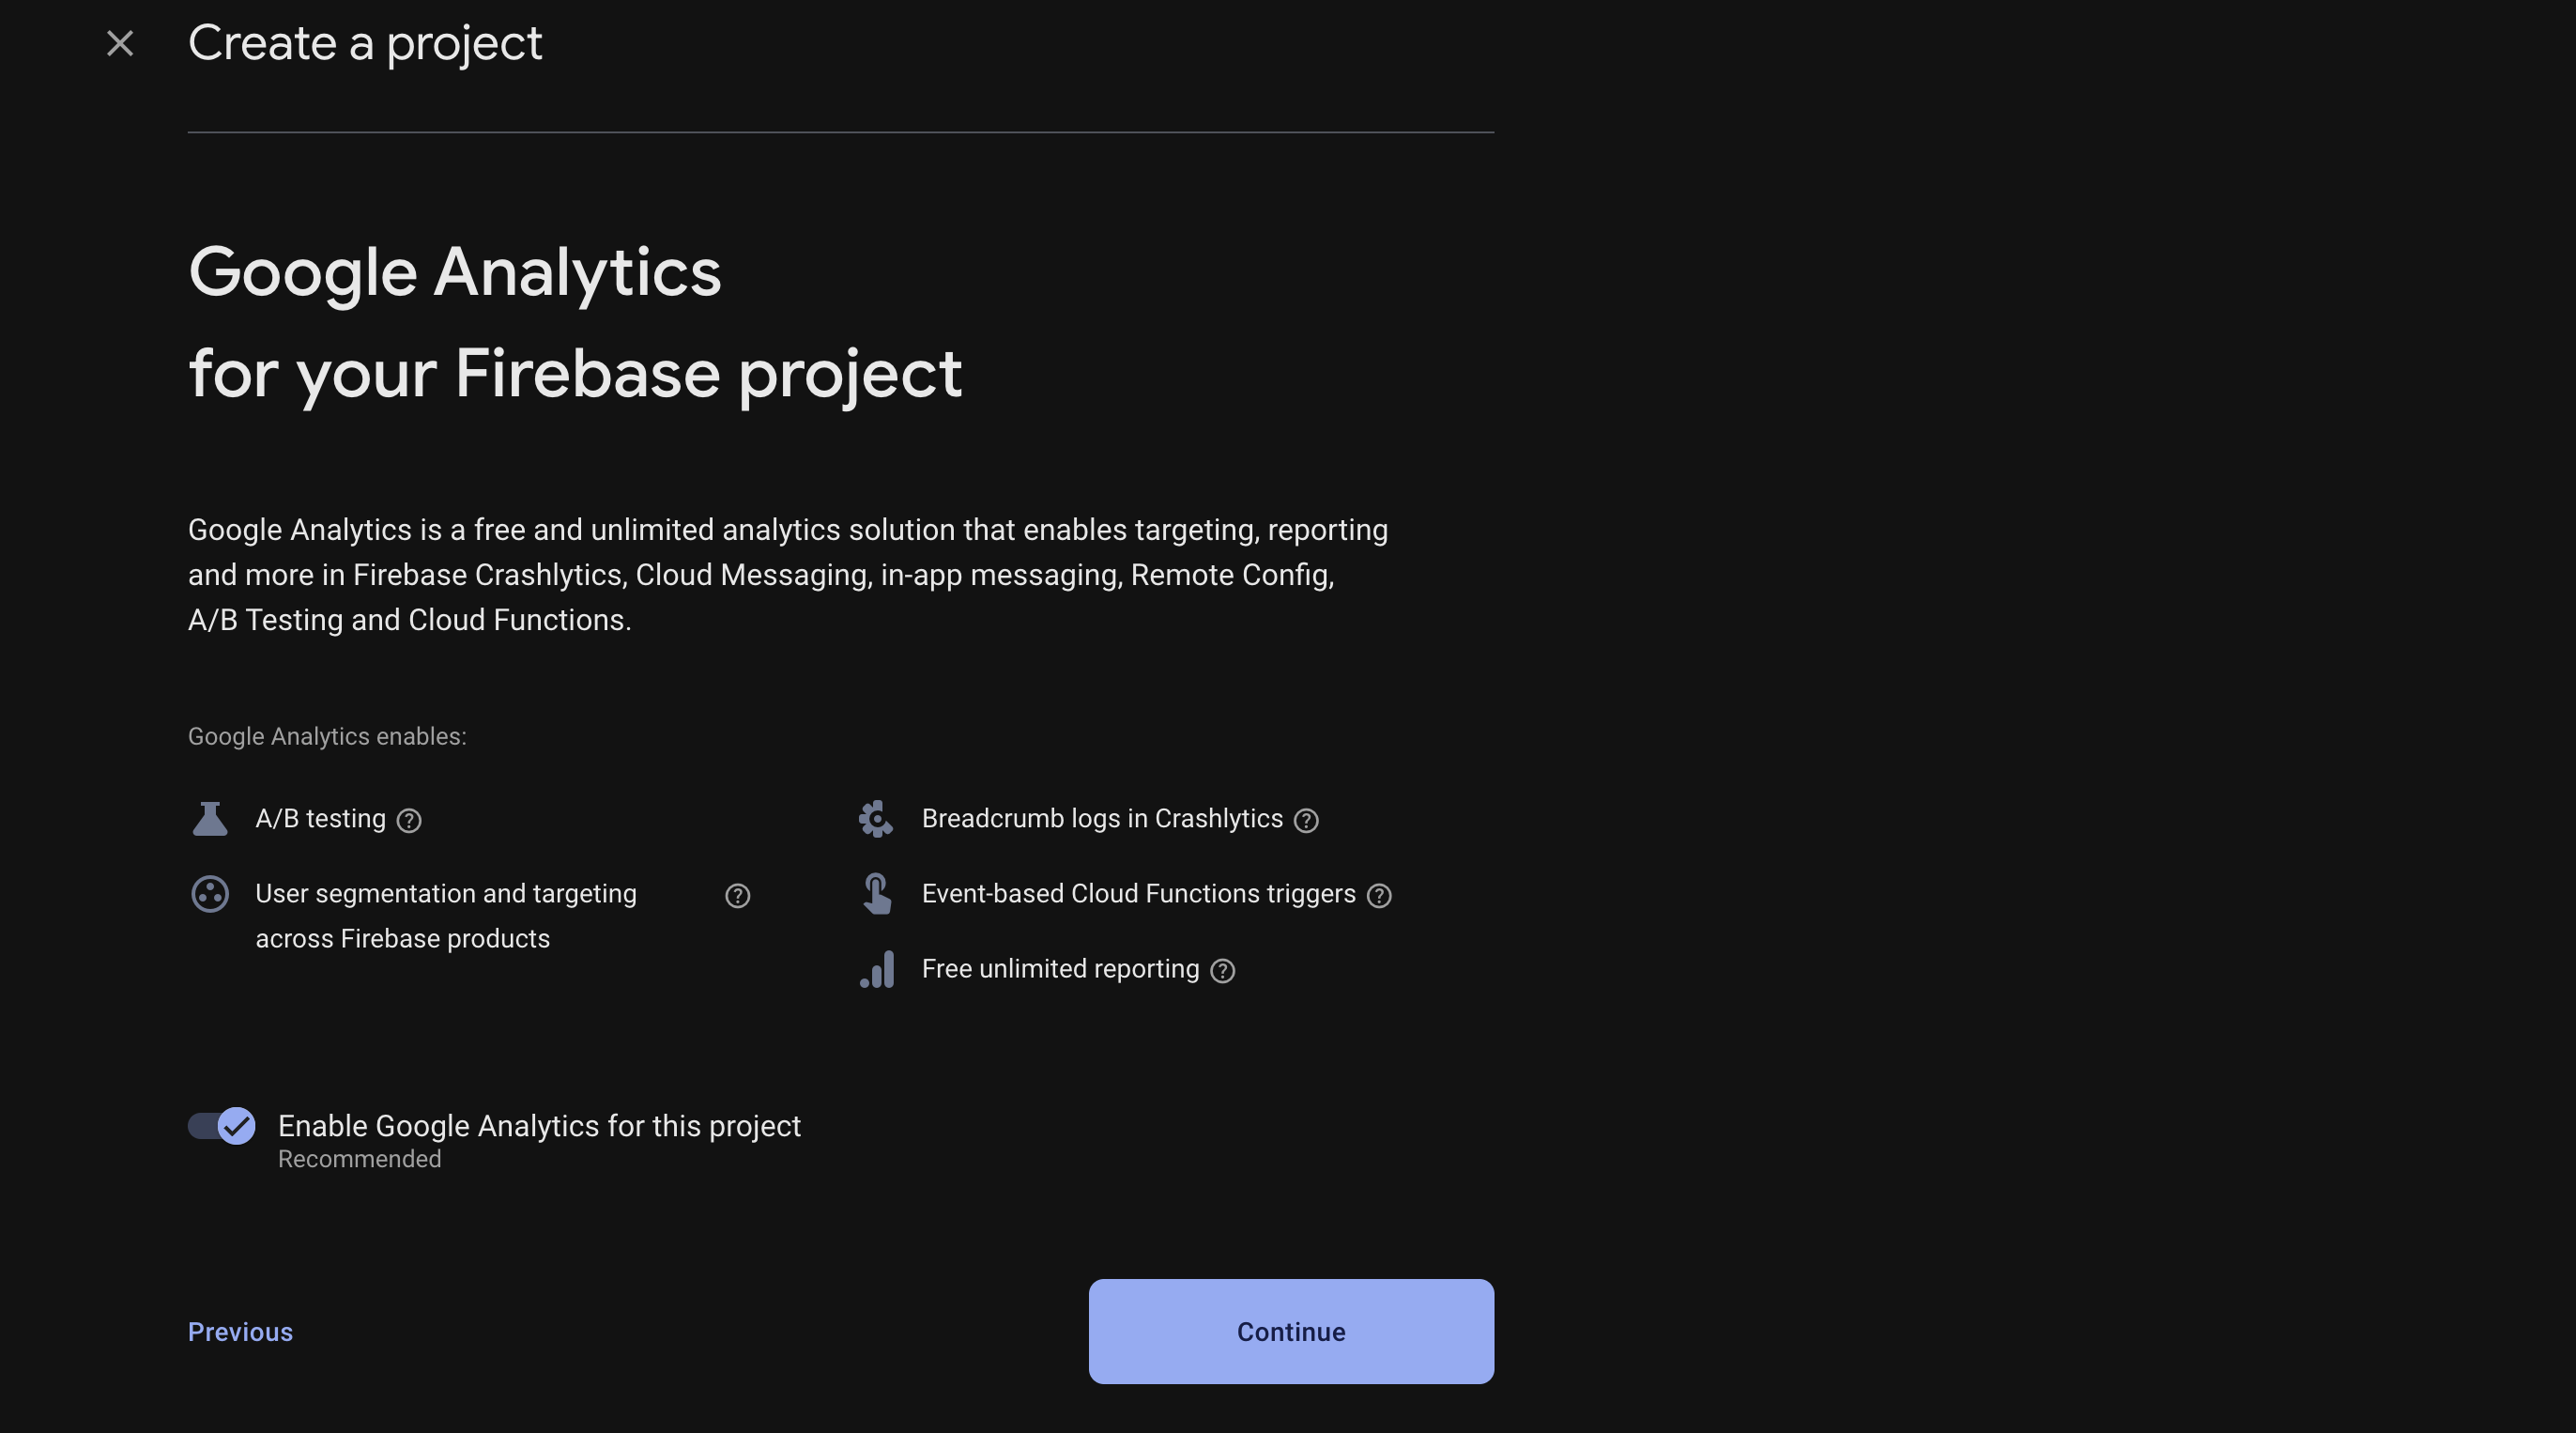 Create a project
Google Analytics
for your Firebase project
Google Analytics is a free and unlimited analytics solution that enables targeting, reporting
and more in Firebase Crashlytics, Cloud Messaging, in-app messaging, Remote Config,
A/B Testing and Cloud Functions.
Google Analytics enables:
A/B testing
User segmentation and targeting
across Firebase products
Breadcrumb logs in Crashlytics
Event-based Cloud Functions triggers
Free unlimited reporting
Enable Google Analytics for this project
Recommended
Previous
Continue